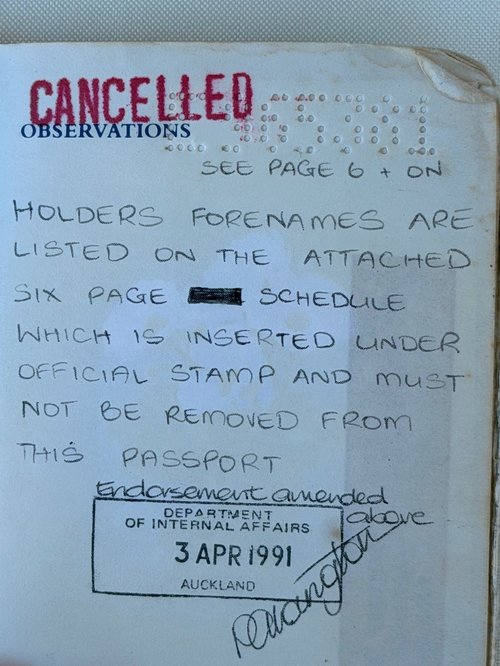 CANCELLED
OBSERVATIONS
SEE PAGE 6 + ON
HOLDERS FORENAMES ARE
LISTED ON THE ATTACHED
SIX PAGE SCHEDULE
WHICH IS INSERTED UNDER
OFFICIAL STAMP AND MUST
NOT BE REMOVED FROM
THIS PASSPORT
Endorsement amended
above
DEPARTMENT
OF INTERNAL AFFAIRS
3 APR 1991
AUCKLAND